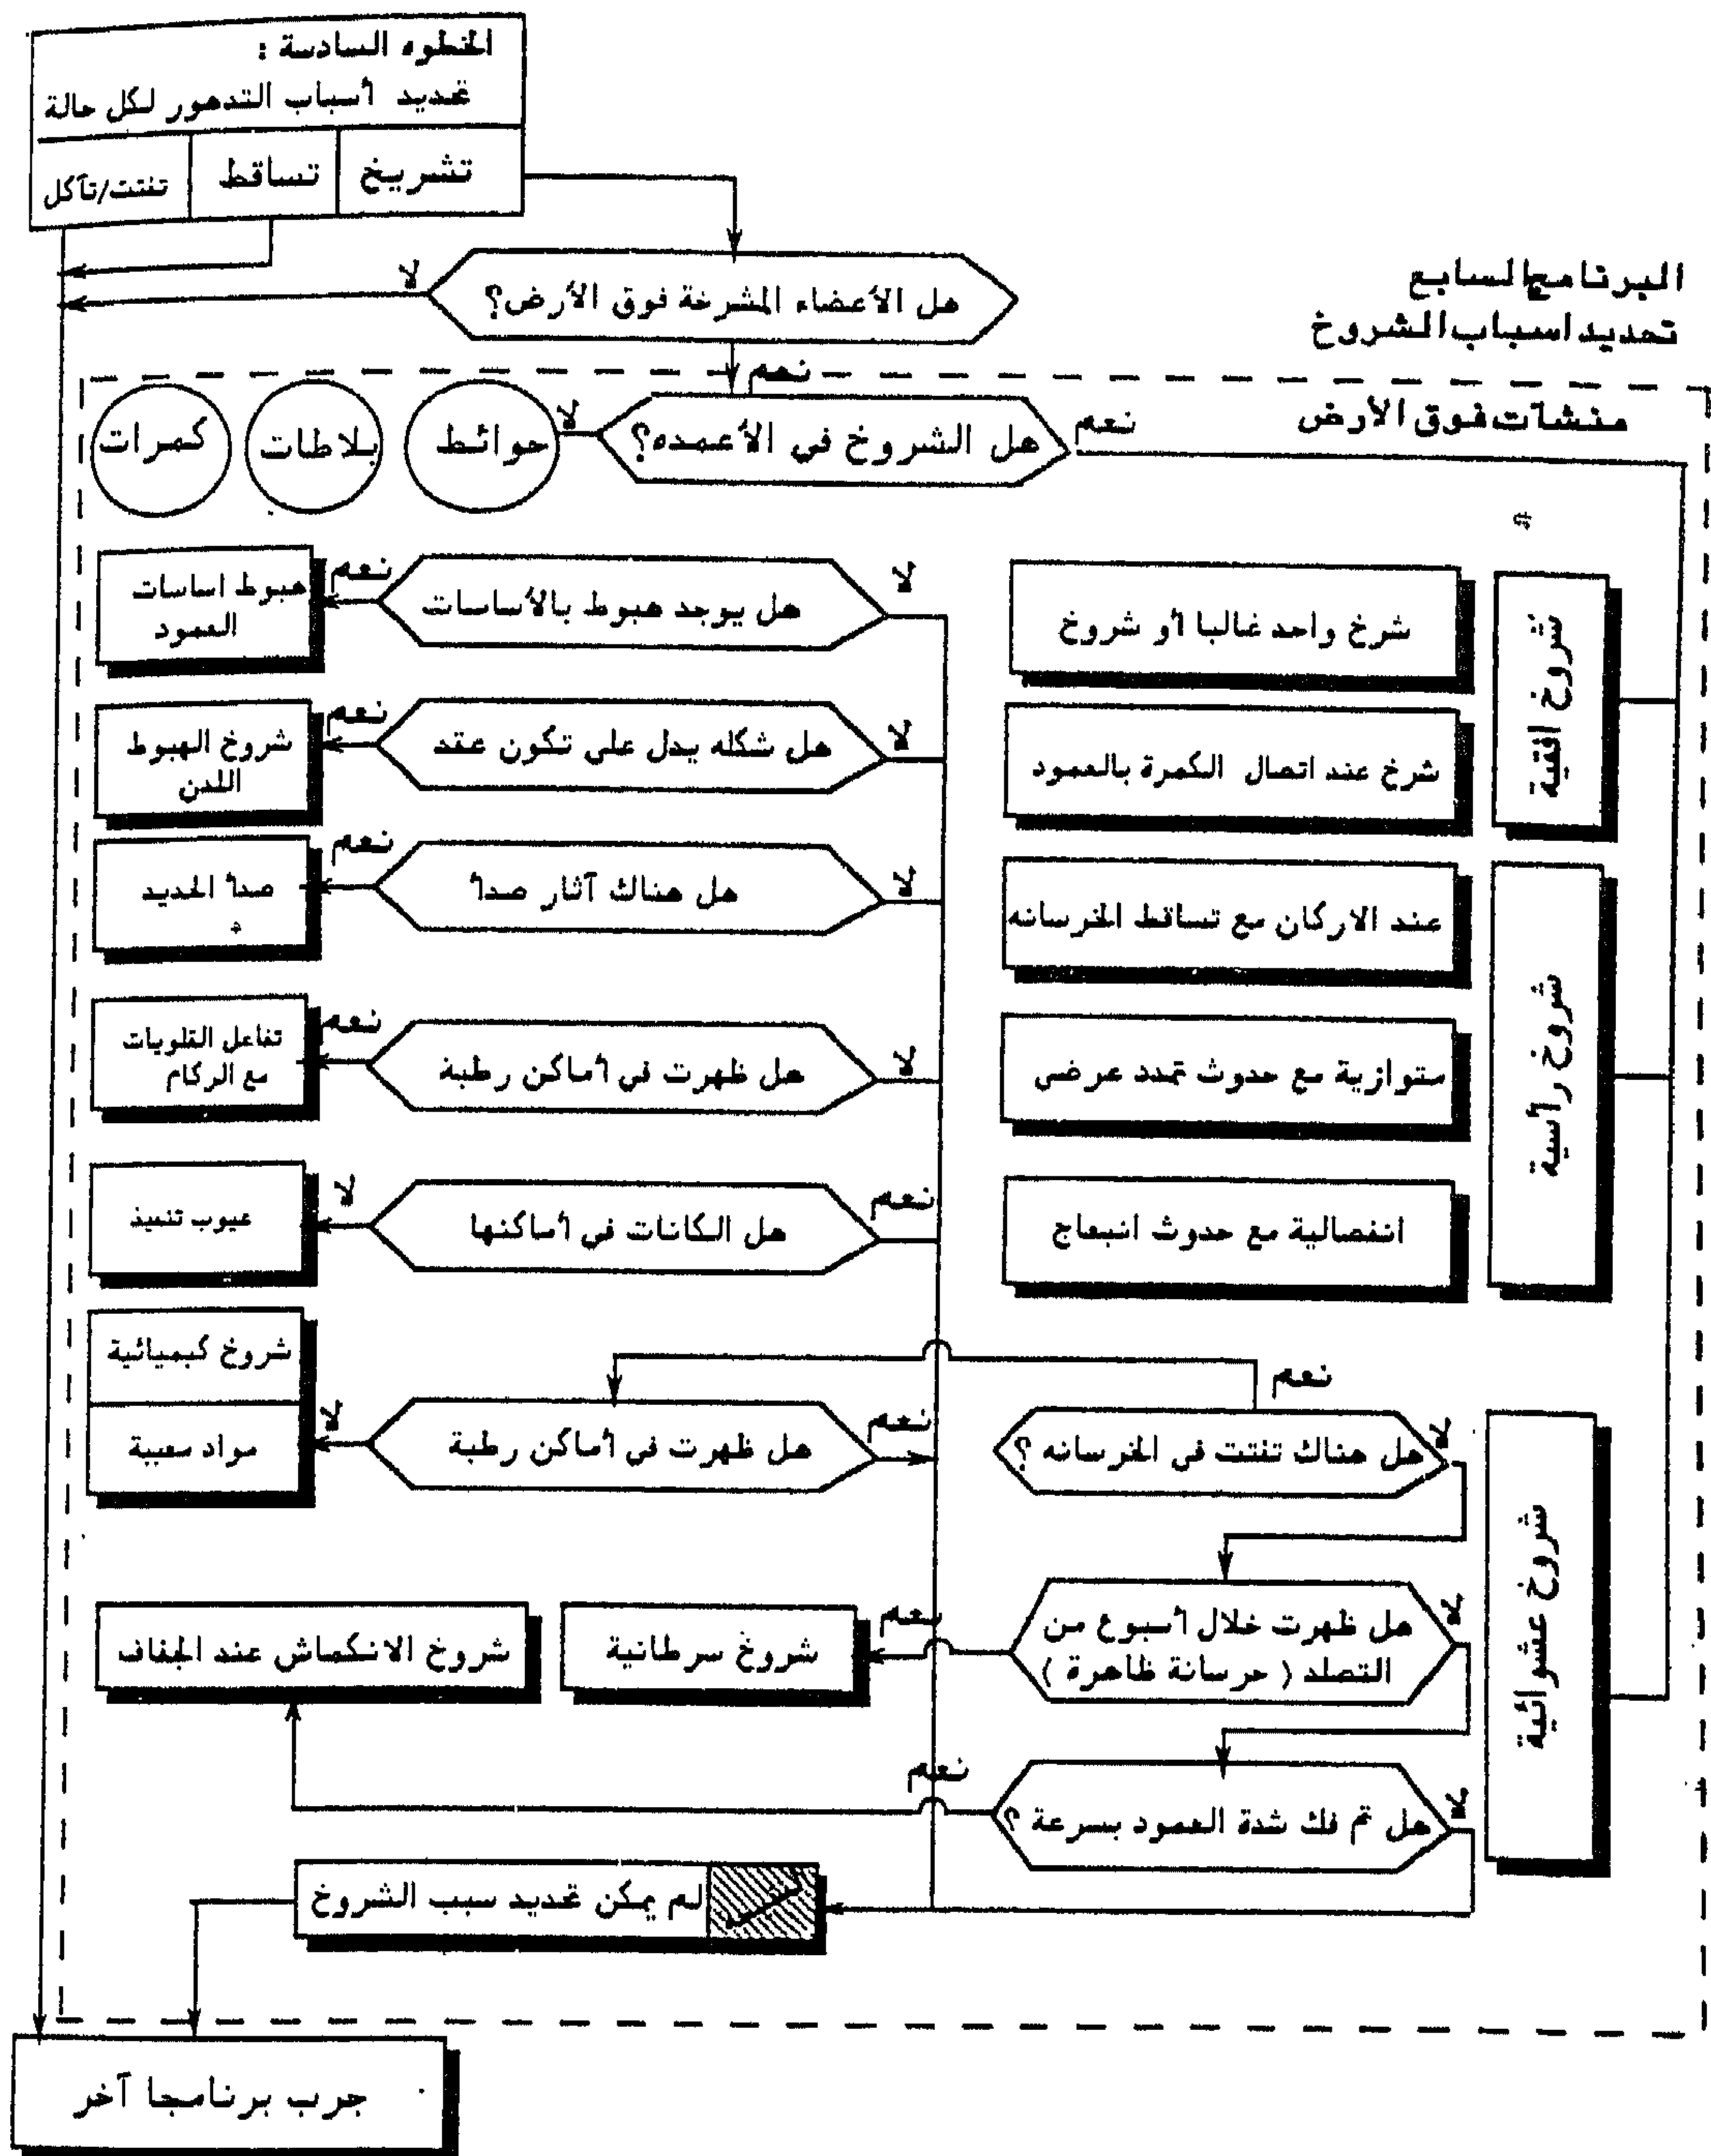 الخطوه السادسة :
تحديد أسباب التدهور لكل حالة
تشريخ
تساقط
تفتت/تآكل
البرنامج السابع
تحديد اسباب الشروخ
هل الأعضاء المشرخة فوق الأرض؟
لا
نعم
منشآت فوق الأرض
هل الشروخ في الأعمده؟
نعم
لا
حوائط
بلاطات
كمرات
شروخ افقية
شرخ واحد غالبا أو شروخ
لا
هل يوجد هبوط بالأساسات
نعم
هبوط اساسات
العمود
شرخ عند اتصال الكمرة بالعمود
لا
هل شكله يدل على تكون عقد
نعم
شروخ الهبوط
اللدن
شروخ رأسية
عند الاركان مع تساقط الخرسانه
لا
هل هناك آثار صدأ
نعم
صدأ الحديد
متوازية مع حدوث تمدد عرضي
لا
هل ظهرت في أماكن رطبة
نعم
تفاعل القلويات
مع الركام
انفصالية مع حدوث انبعاج
نعم
هل الكانات في أماكنها
لا
عيوب تنفيذ
شروخ عشوائية
هل هناك تفتت في الخرسانه ؟
نعم
لا
هل ظهرت في أماكن رطبة
نعم
لا
شروخ كيميائية
مواد معيبة
هل ظهرت خلال أسبوع من
التصلد ( خرسانة ظاهرة )
لا
نعم
شروخ سرطانية
شروخ الانكماش عند الجفاف
هل تم فك شدة العمود بسرعة ؟
لا
نعم
لم يمكن تحديد سبب الشروخ
جرب برنامجا آخر